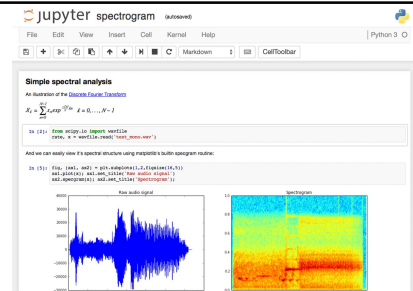 jupyter spectrogram (autosaved)
File Edit View Insert Cell Kernel Help Python 3
Markdown CellToolbar
Simple spectral analysis
An illustration of the Discrete Fourier Transform
In [2]: from scipy.io import wavfile
rate, x = wavfile.read('test_mono.wav')
And we can easily view it's spectral structure using matplotlib's builtin specgram routine:
In [5]: fig, (ax1, ax2) = plt.subplots(1,2,figsize(16,5))
ax1.plot(x); ax1.set_title('Raw audio signal')
ax2.specgram(x); ax2.set_title('Spectrogram');
Raw audio signal Spectrogram